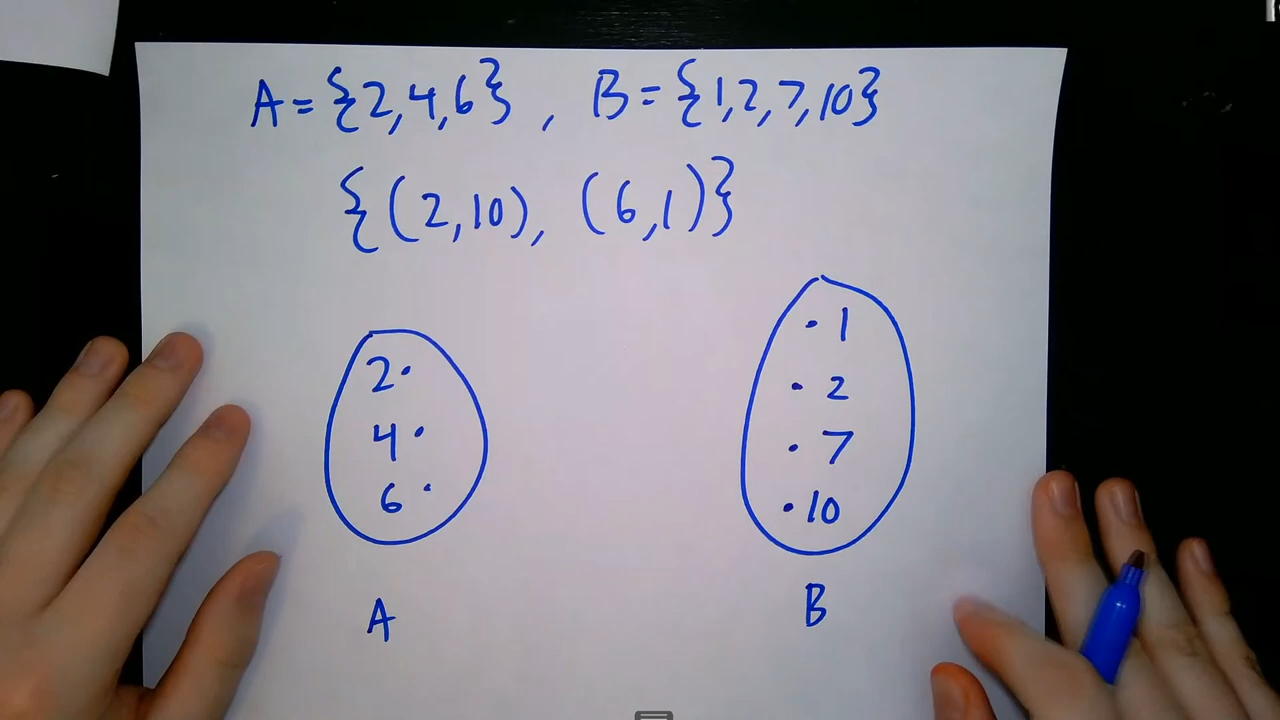 A = {2,4,6} , B = {1,2,7,10}
{(2,10), (6,1)}
2· ·1
4· ·2
6· ·7
·10
A B